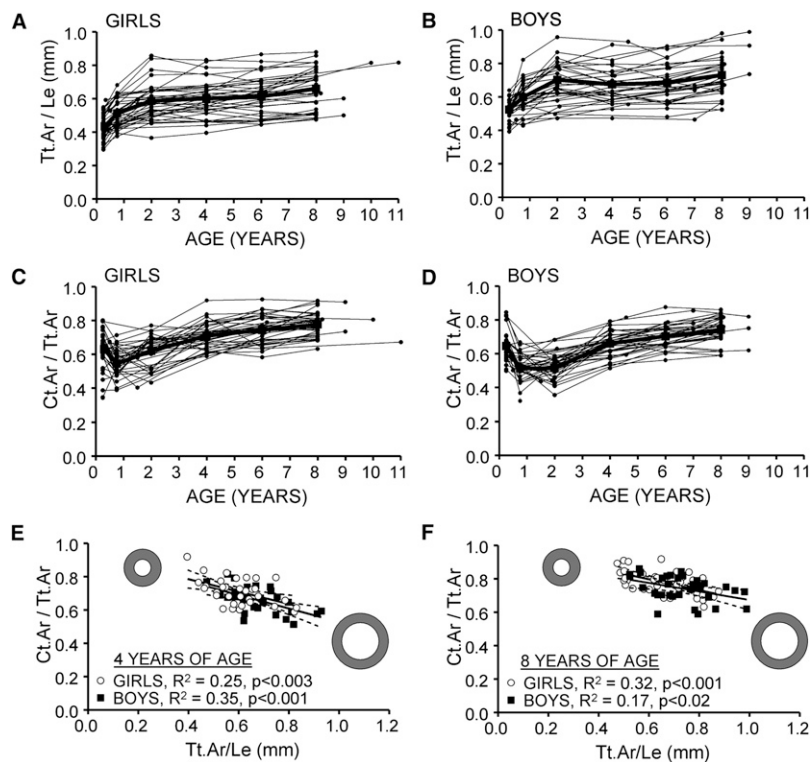 A GIRLS
Tt.Ar / Le (mm)
1.0
0.8
0.6
0.4
0.2
0.0
0 1 2 3 4 5 6 7 8 9 10 11
AGE (YEARS)
B BOYS
Tt.Ar / Le (mm)
1.0
0.8
0.6
0.4
0.2
0.0
0 1 2 3 4 5 6 7 8 9 10 11
AGE (YEARS)
C GIRLS
Ct.Ar / Tt.Ar
1.0
0.8
0.6
0.4
0.2
0.0
0 1 2 3 4 5 6 7 8 9 10 11
AGE (YEARS)
D BOYS
Ct.Ar / Tt.Ar
1.0
0.8
0.6
0.4
0.2
0.0
0 1 2 3 4 5 6 7 8 9 10 11
AGE (YEARS)
E
Ct.Ar / Tt.Ar
1.0
0.8
0.6
0.4
0.2
0.0
4 YEARS OF AGE
GIRLS, R² = 0.25, p<0.003
BOYS, R² = 0.35, p<0.001
0.0 0.2 0.4 0.6 0.8 1.0 1.2
Tt.Ar/Le (mm)
F
Ct.Ar / Tt.Ar
1.0
0.8
0.6
0.4
0.2
0.0
8 YEARS OF AGE
GIRLS, R² = 0.32, p<0.001
BOYS, R² = 0.17, p<0.02
0.0 0.2 0.4 0.6 0.8 1.0 1.2
Tt.Ar/Le (mm)